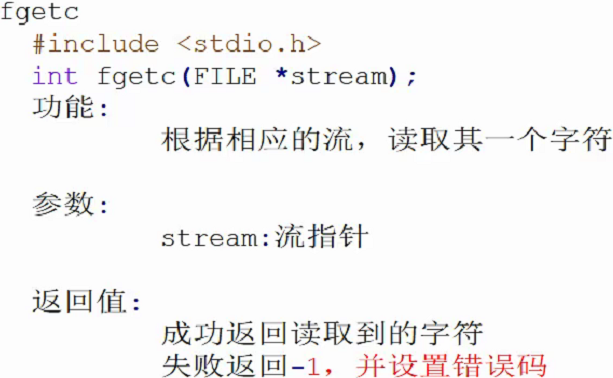 fgetc
#include <stdio.h>
int fgetc(FILE *stream);
功能:
根据相应的流，读取其一个字符
参数:
stream:流指针
返回值:
成功返回读取到的字符
失败返回-1，并设置错误码